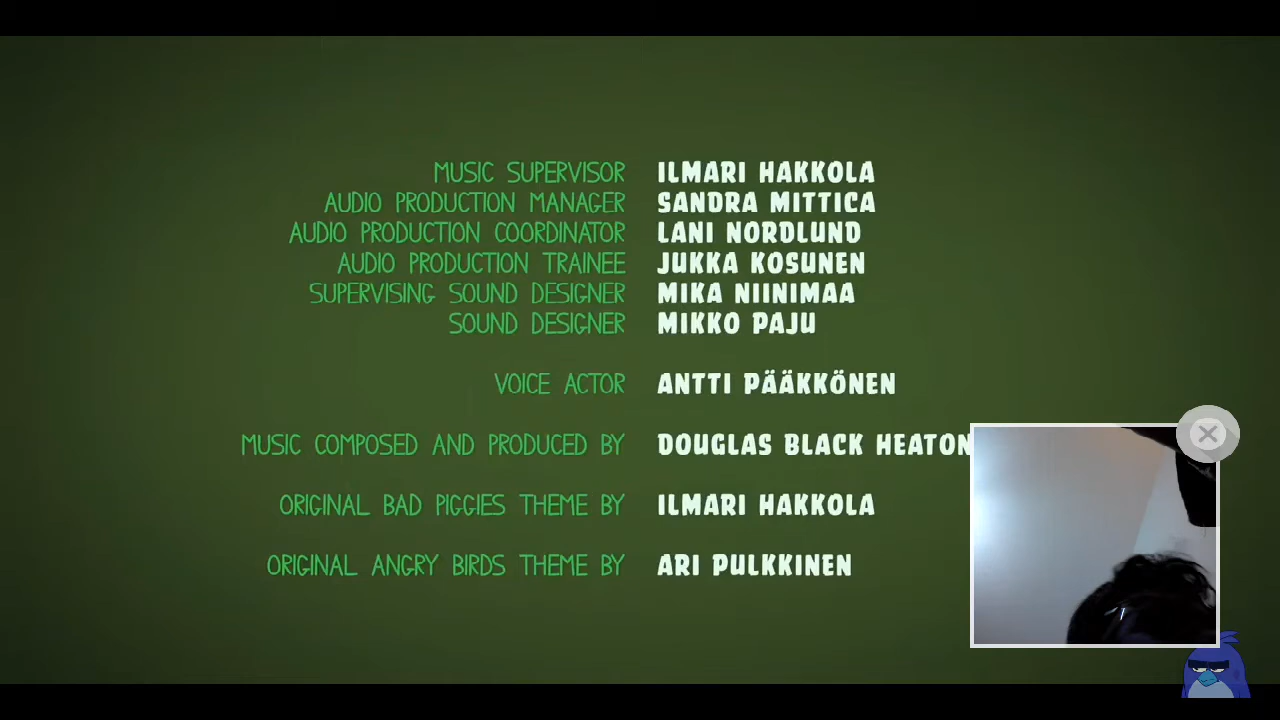 MUSIC SUPERVISOR ILMARI HAKKOLA
AUDIO PRODUCTION MANAGER SANDRA MITTICA
AUDIO PRODUCTION COORDINATOR LANI NORDLUND
AUDIO PRODUCTION TRAINEE JUKKA KOSUNEN
SUPERVISING SOUND DESIGNER MIKA NIINIMAA
SOUND DESIGNER MIKKO PAJU
VOICE ACTOR ANTTI PÄÄKKÖNEN
MUSIC COMPOSED AND PRODUCED BY DOUGLAS BLACK HEATON
ORIGINAL BAD PIGGIES THEME BY ILMARI HAKKOLA
ORIGINAL ANGRY BIRDS THEME BY ARI PULKKINEN